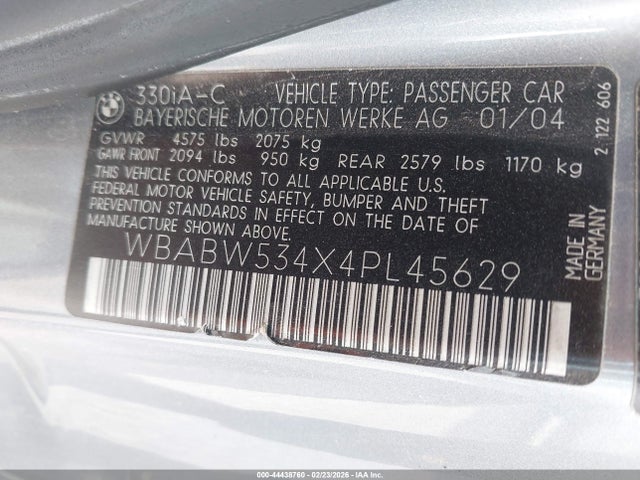 330iA-C VEHICLE TYPE: PASSENGER CAR
BAYERISCHE MOTOREN WERKE AG 01/04
GVWR 4575 lbs 2075 kg
GAWR FRONT 2094 lbs 950 kg REAR 2579 lbs 1170 kg
THIS VEHICLE CONFORMS TO ALL APPLICABLE U.S.
FEDERAL MOTOR VEHICLE SAFETY, BUMPER AND THEFT
PREVENTION STANDARDS IN EFFECT ON THE DATE OF
MANUFACTURE SHOWN ABOVE.
WBABW534X4PL45629
MADE IN
GERMANY
2 122 606
000-44438760 - 02/23/2026 - IAA Inc.